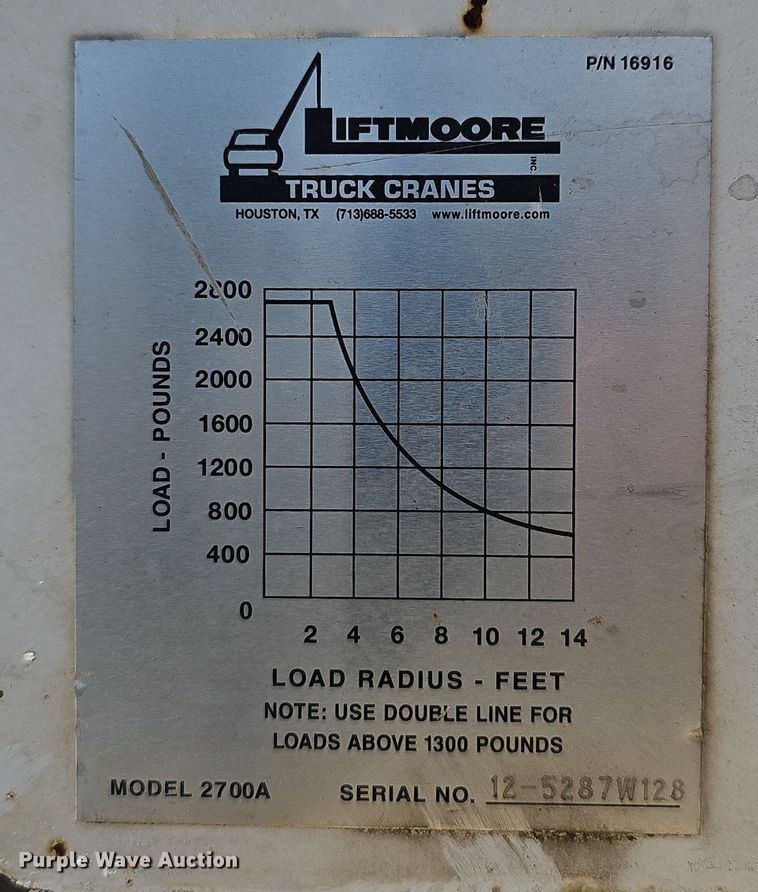 P/N 16916
LIFTMOORE INC.
TRUCK CRANES
HOUSTON, TX (713)688-5533 www.liftmoore.com
2800
2400
2000
1600
1200
800
400
0
LOAD - POUNDS
2 4 6 8 10 12 14
LOAD RADIUS - FEET
NOTE: USE DOUBLE LINE FOR
LOADS ABOVE 1300 POUNDS
MODEL 2700A SERIAL NO. 12-5287W128
Purple Wave Auction